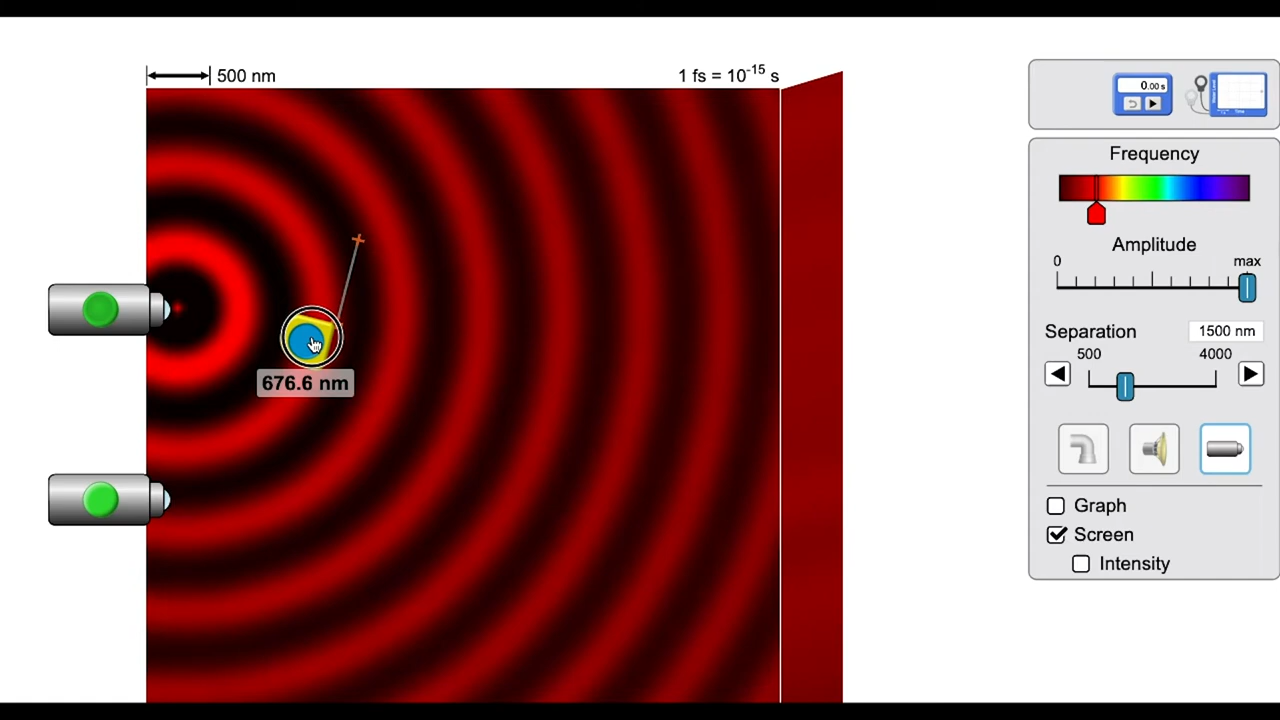 500 nm
1 fs = 10⁻¹⁵ s
0.00 s
Frequency
Amplitude
0 max
Separation 1500 nm
500 4000
676.6 nm
Graph
Screen
Intensity